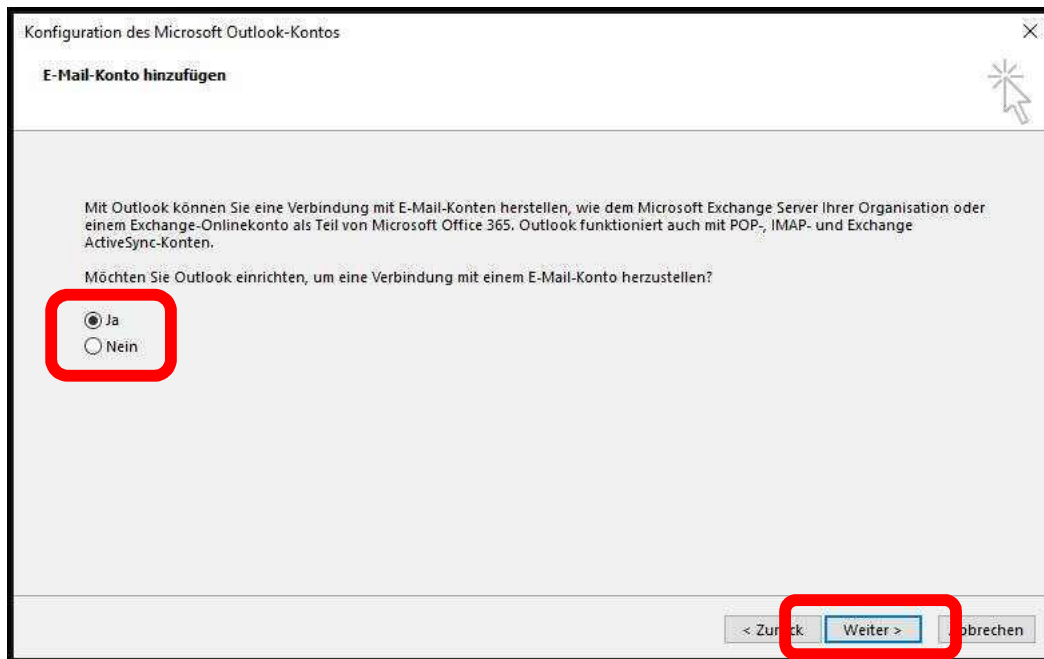 Konfiguration des Microsoft Outlook-Kontos
E-Mail-Konto hinzufügen
Mit Outlook können Sie eine Verbindung mit E-Mail-Konten herstellen, wie dem Microsoft Exchange Server Ihrer Organisation oder
einem Exchange-Onlinekonto als Teil von Microsoft Office 365. Outlook funktioniert auch mit POP-, IMAP- und Exchange
ActiveSync-Konten.
Möchten Sie Outlook einrichten, um eine Verbindung mit einem E-Mail-Konto herzustellen?
Ja
Nein
< Zurück Weiter > Abbrechen